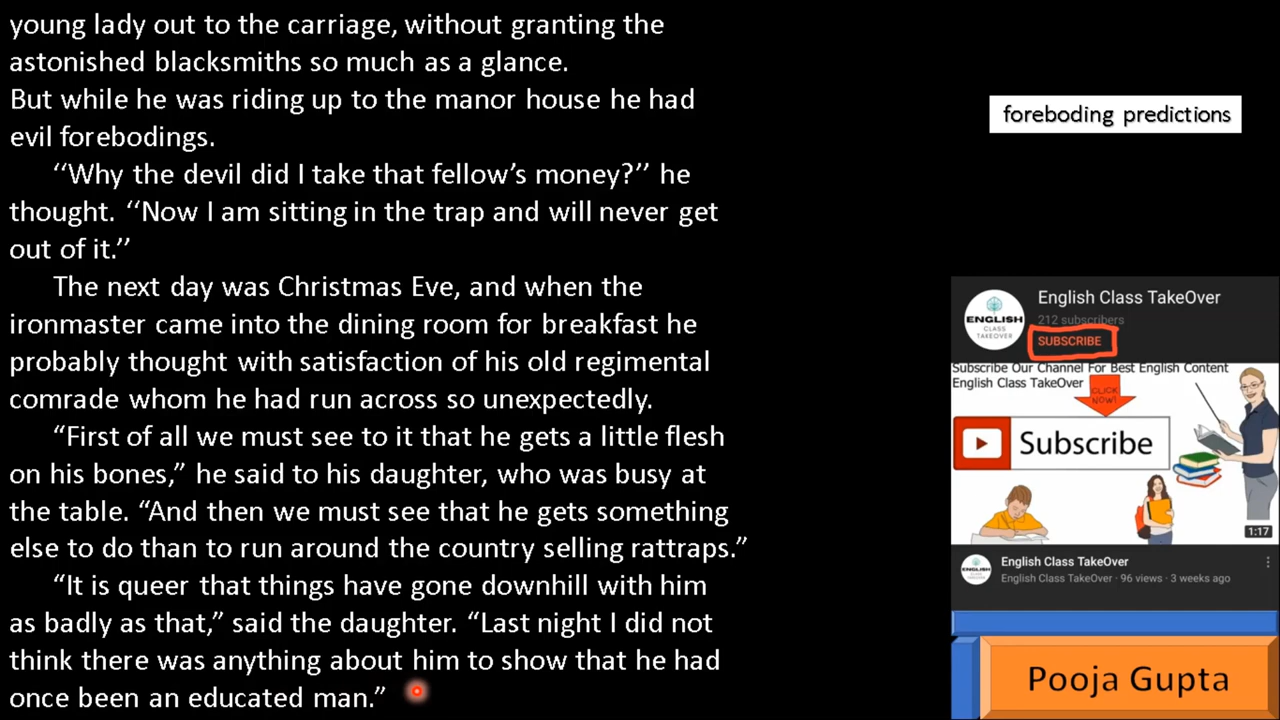 young lady out to the carriage, without granting the
astonished blacksmiths so much as a glance.
But while he was riding up to the manor house he had
evil forebodings.
‘‘Why the devil did I take that fellow’s money?’’ he
thought. ‘‘Now I am sitting in the trap and will never get
out of it.’’
The next day was Christmas Eve, and when the
ironmaster came into the dining room for breakfast he
probably thought with satisfaction of his old regimental
comrade whom he had run across so unexpectedly.
“First of all we must see to it that he gets a little flesh
on his bones,” he said to his daughter, who was busy at
the table. “And then we must see that he gets something
else to do than to run around the country selling rattraps.”
“It is queer that things have gone downhill with him
as badly as that,” said the daughter. “Last night I did not
think there was anything about him to show that he had
once been an educated man.”
foreboding predictions
English Class TakeOver
212 subscribers
SUBSCRIBE
ENGLISH
CLASS
TAKEOVER
Subscribe Our Channel For Best English Content
English Class TakeOver
CLICK
NOW!
Subscribe
1:17
ENGLISH
English Class TakeOver
English Class TakeOver · 96 views · 3 weeks ago
Pooja Gupta